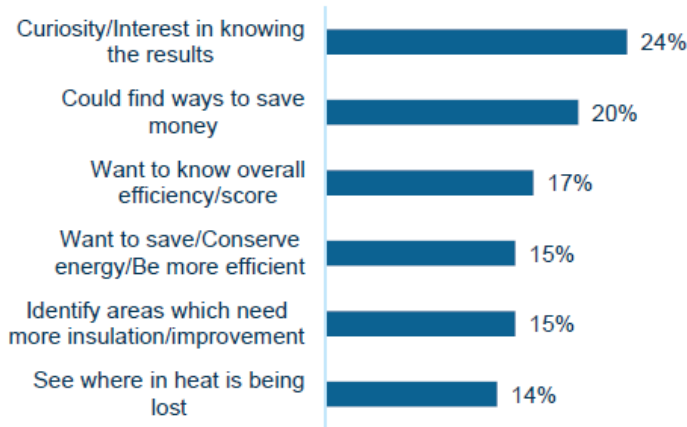 Curiosity/Interest in knowing
the results
24%
Could find ways to save
money
20%
Want to know overall
efficiency/score
17%
Want to save/Conserve
energy/Be more efficient
15%
Identify areas which need
more insulation/improvement
15%
See where in heat is being
lost
14%